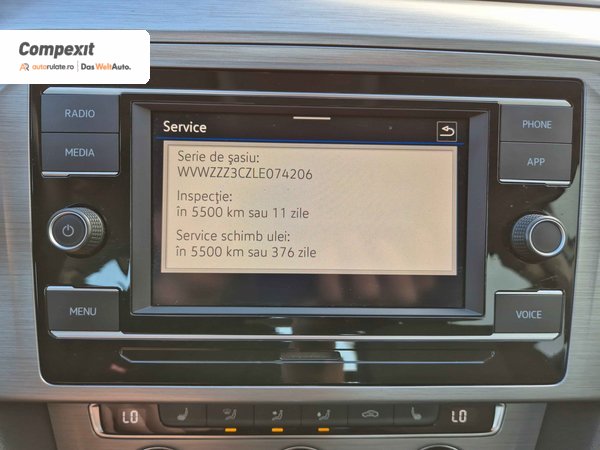 Compexit
AR autorulate.ro | Das WeltAuto.
RADIO
MEDIA
MENU
PHONE
APP
VOICE
Service
Serie de şasiu:
WVWZZZ3CZLE074206
Inspecţie:
în 5500 km sau 11 zile
Service schimb ulei:
în 5500 km sau 376 zile
LO
LO